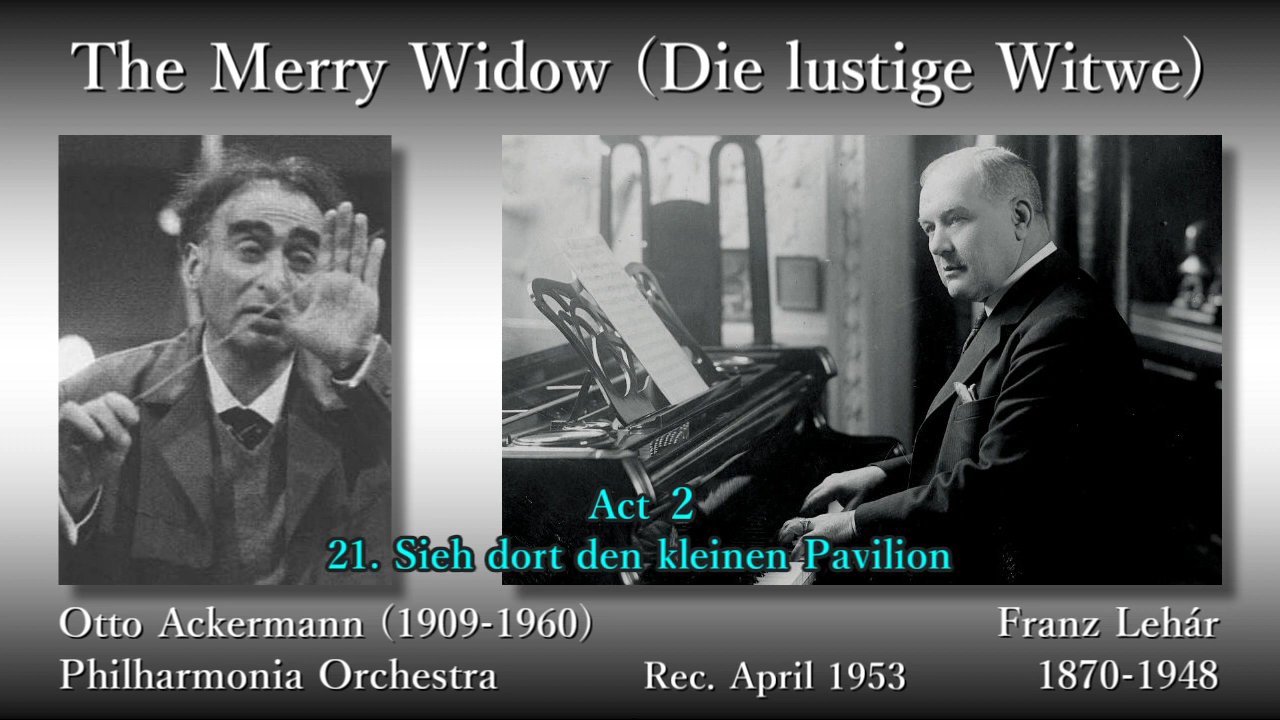 The Merry Widow (Die lustige Witwe)
Act 2
21. Sieh dort den kleinen Pavilion
Otto Ackermann (1909-1960)
Philharmonia Orchestra
Rec. April 1953
Franz Lehár
1870-1948